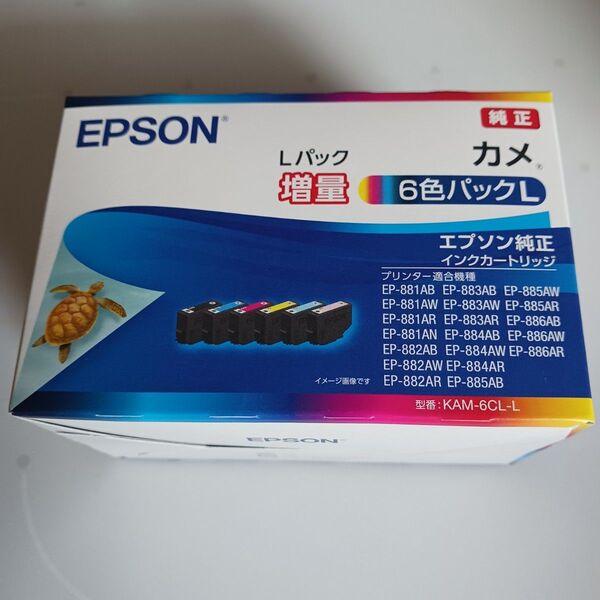 EPSON®
純正
Lパック
増量
カメ®
6色パックL
エプソン純正
インクカートリッジ
プリンター適合機種
EP-881AB EP-883AB EP-885AW
EP-881AW EP-883AW EP-885AR
EP-881AR EP-883AR EP-886AB
EP-881AN EP-884AB EP-886AW
EP-882AB EP-884AW EP-886AR
EP-882AW EP-884AR
EP-882AR EP-885AB
イメージ画像です
型番:KAM-6CL-L
EPSON